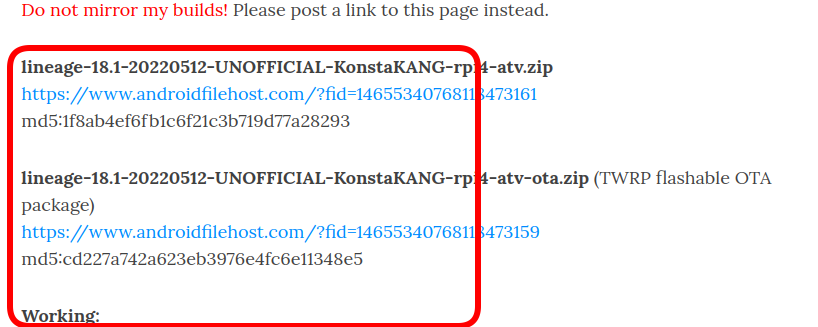 Do not mirror my builds! Please post a link to this page instead.
lineage-18.1-20220512-UNOFFICIAL-KonstaKANG-rpi4-atv.zip
https://www.androidfilehost.com/?fid=14655340768118473161
md5:1f8ab4ef6fb1c6f21c3b719d77a28293
lineage-18.1-20220512-UNOFFICIAL-KonstaKANG-rpi4-atv-ota.zip (TWRP flashable OTA
package)
https://www.androidfilehost.com/?fid=14655340768118473159
md5:cd227a742a623eb3976e4fc6e11348e5
Working: